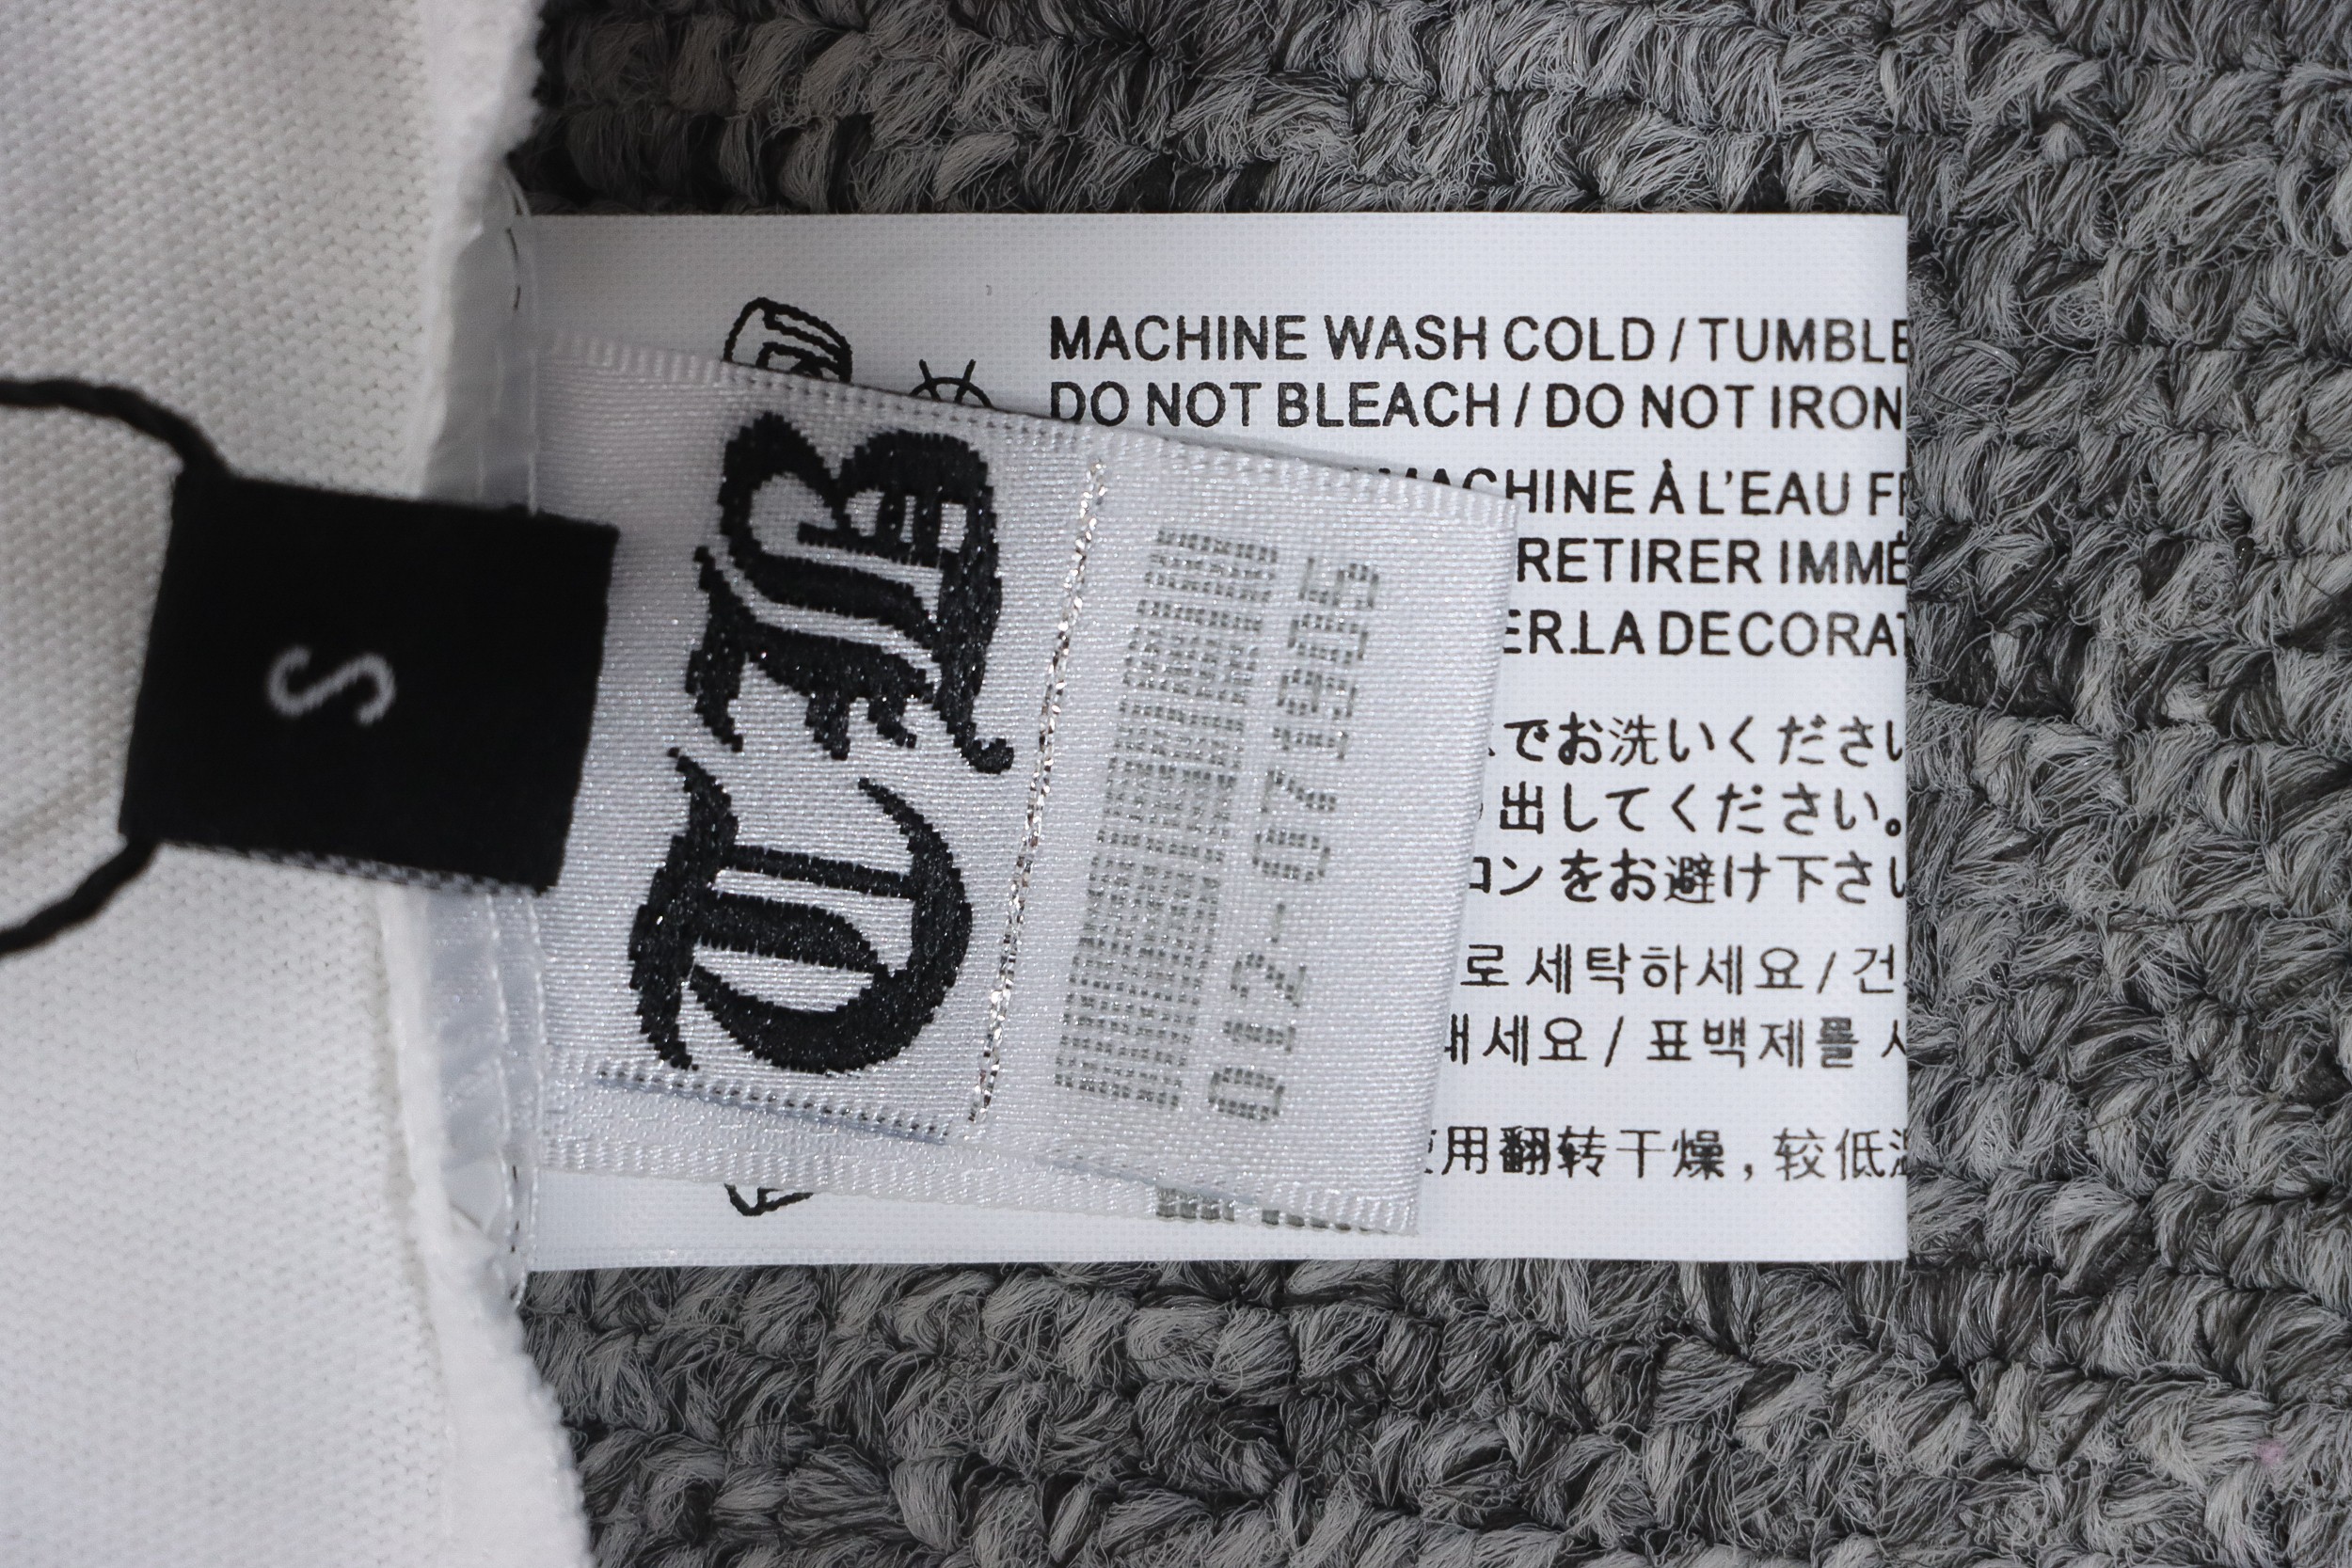 S
012-071605
MACHINE WASH COLD / TUMBLE
DO NOT BLEACH / DO NOT IRON
MACHINE À L'EAU
RETIRER IMMÉ
ER.LA DECORAT
でお洗いくださ
出してください。
ロンをお避け下さ
로 세탁하세요 / 건
내세요 / 표백제를
使用翻转干燥，较低温